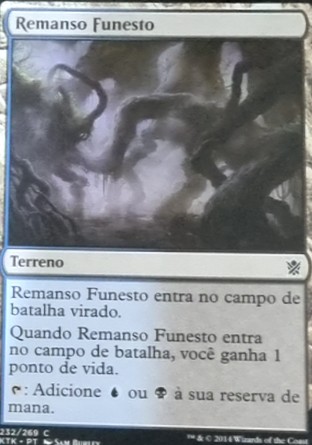 Remanso Funesto
Terreno
Remanso Funesto entra no campo de
batalha virado.
Quando Remanso Funesto entra
no campo de batalha, você ganha 1
ponto de vida.
: Adicione ou à sua reserva de
mana.
232/269 C
KTK • PT SAM BURLEY
™ & © 2014 Wizards of the Coast